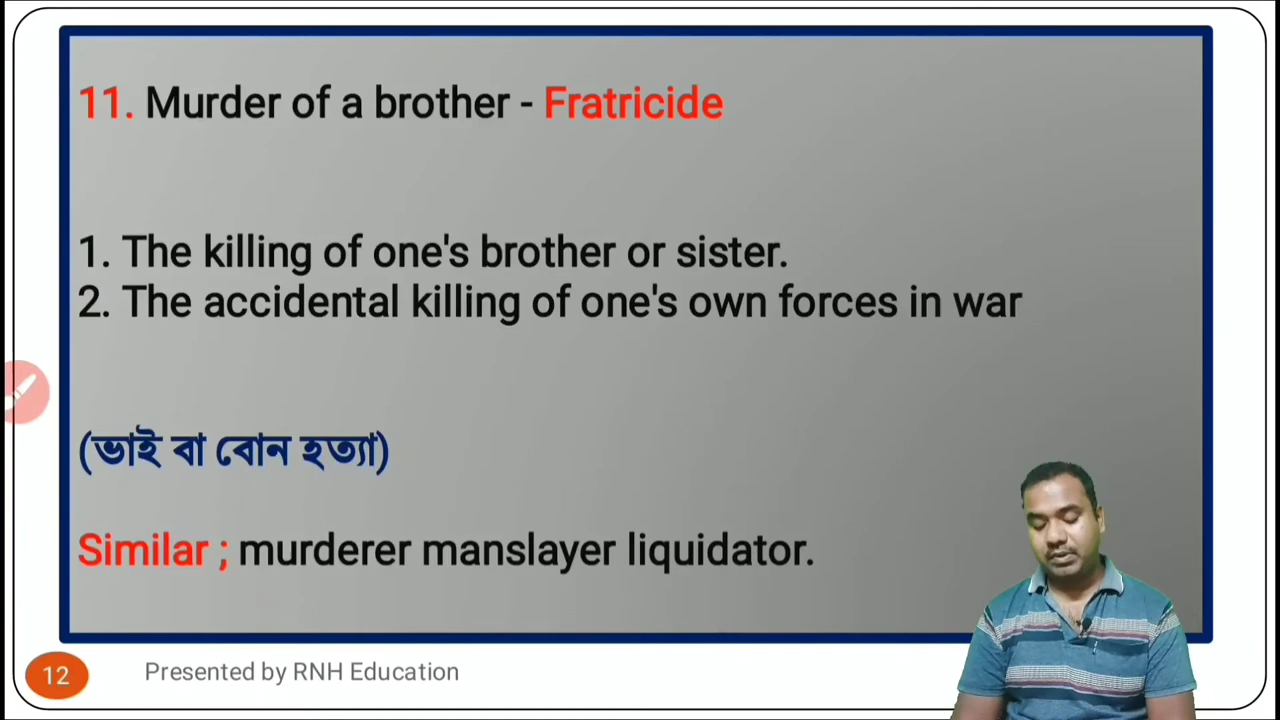 11. Murder of a brother - Fratricide
1. The killing of one's brother or sister.
2. The accidental killing of one's own forces in war
(ভাই বা বোন হত্যা)
Similar ; murderer manslayer liquidator.
12
Presented by RNH Education